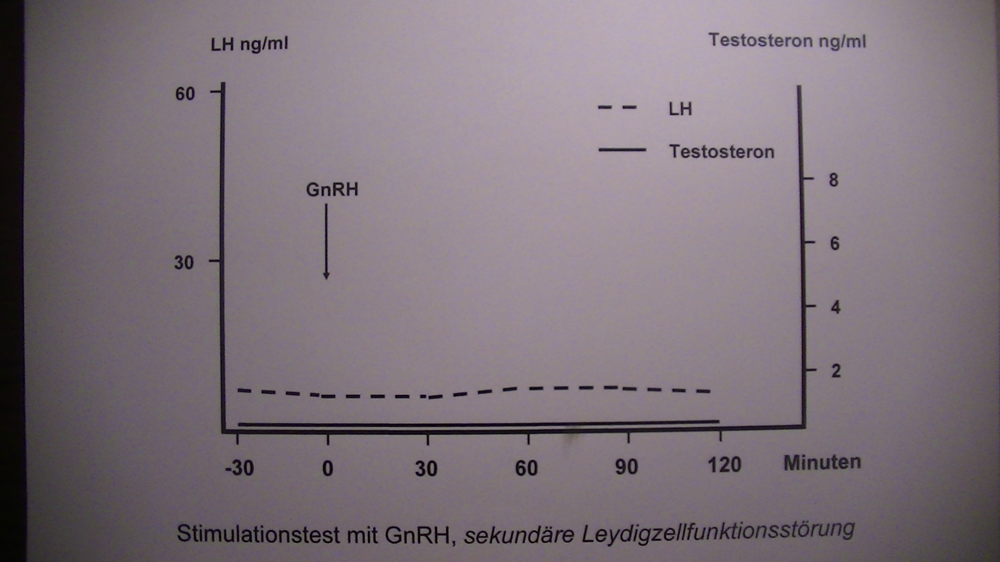 LH ng/ml
Testosteron ng/ml
60
LH
Testosteron
8
GnRH
6
30
4
2
-30 0 30 60 90 120 Minuten
Stimulationstest mit GnRH, sekundäre Leydigzellfunktionsstörung